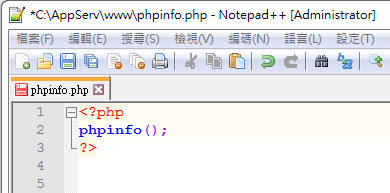 *C:\AppServ\www\phpinfo.php - Notepad++ [Administrator]
檔案(F) 編輯(E) 搜尋(S) 檢視(V) 編碼(N) 語言(L) 設定(T)
phpinfo.php
1 <?php
2 phpinfo();
3 ?>
4
5